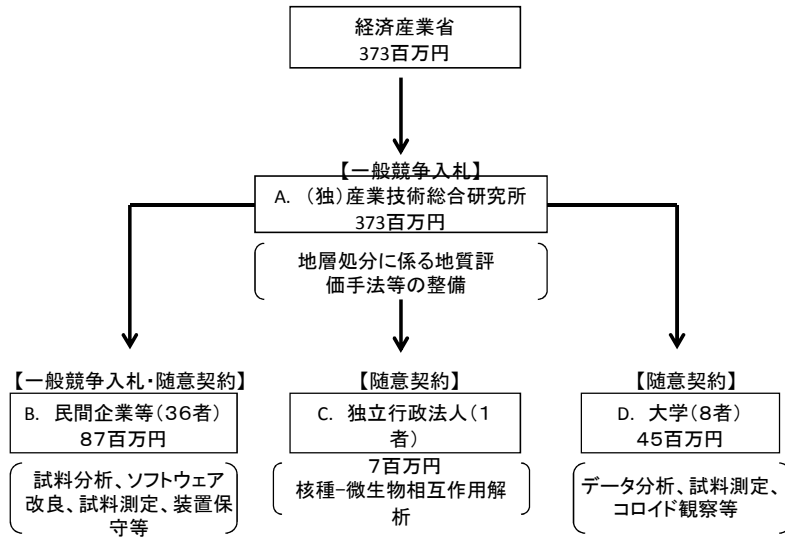 経済産業省
373百万円
【一般競争入札】
A. (独)産業技術総合研究所
373百万円
地層処分に係る地質評
価手法等の整備
【一般競争入札・随意契約】
B. 民間企業等(36者)
87百万円
試料分析、ソフトウェア
改良、試料測定、装置保
守等
【随意契約】
C. 独立行政法人(1
者)
7百万円
核種−微生物相互作用解
析
【随意契約】
D. 大学(8者)
45百万円
データ分析、試料測定、
コロイド観察等